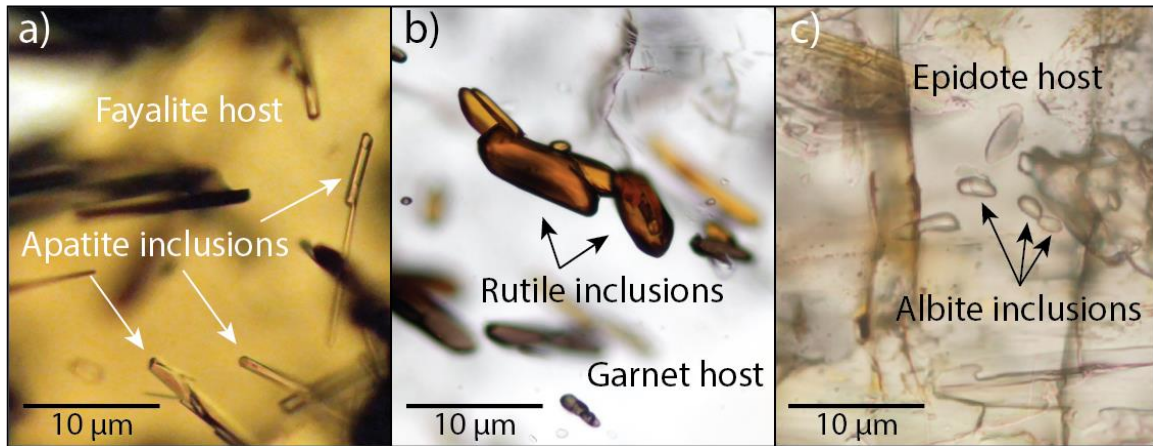 a)
Fayalite host
Apatite inclusions
10 µm
b)
Rutile inclusions
Garnet host
10 µm
c)
Epidote host
Albite inclusions
10 µm